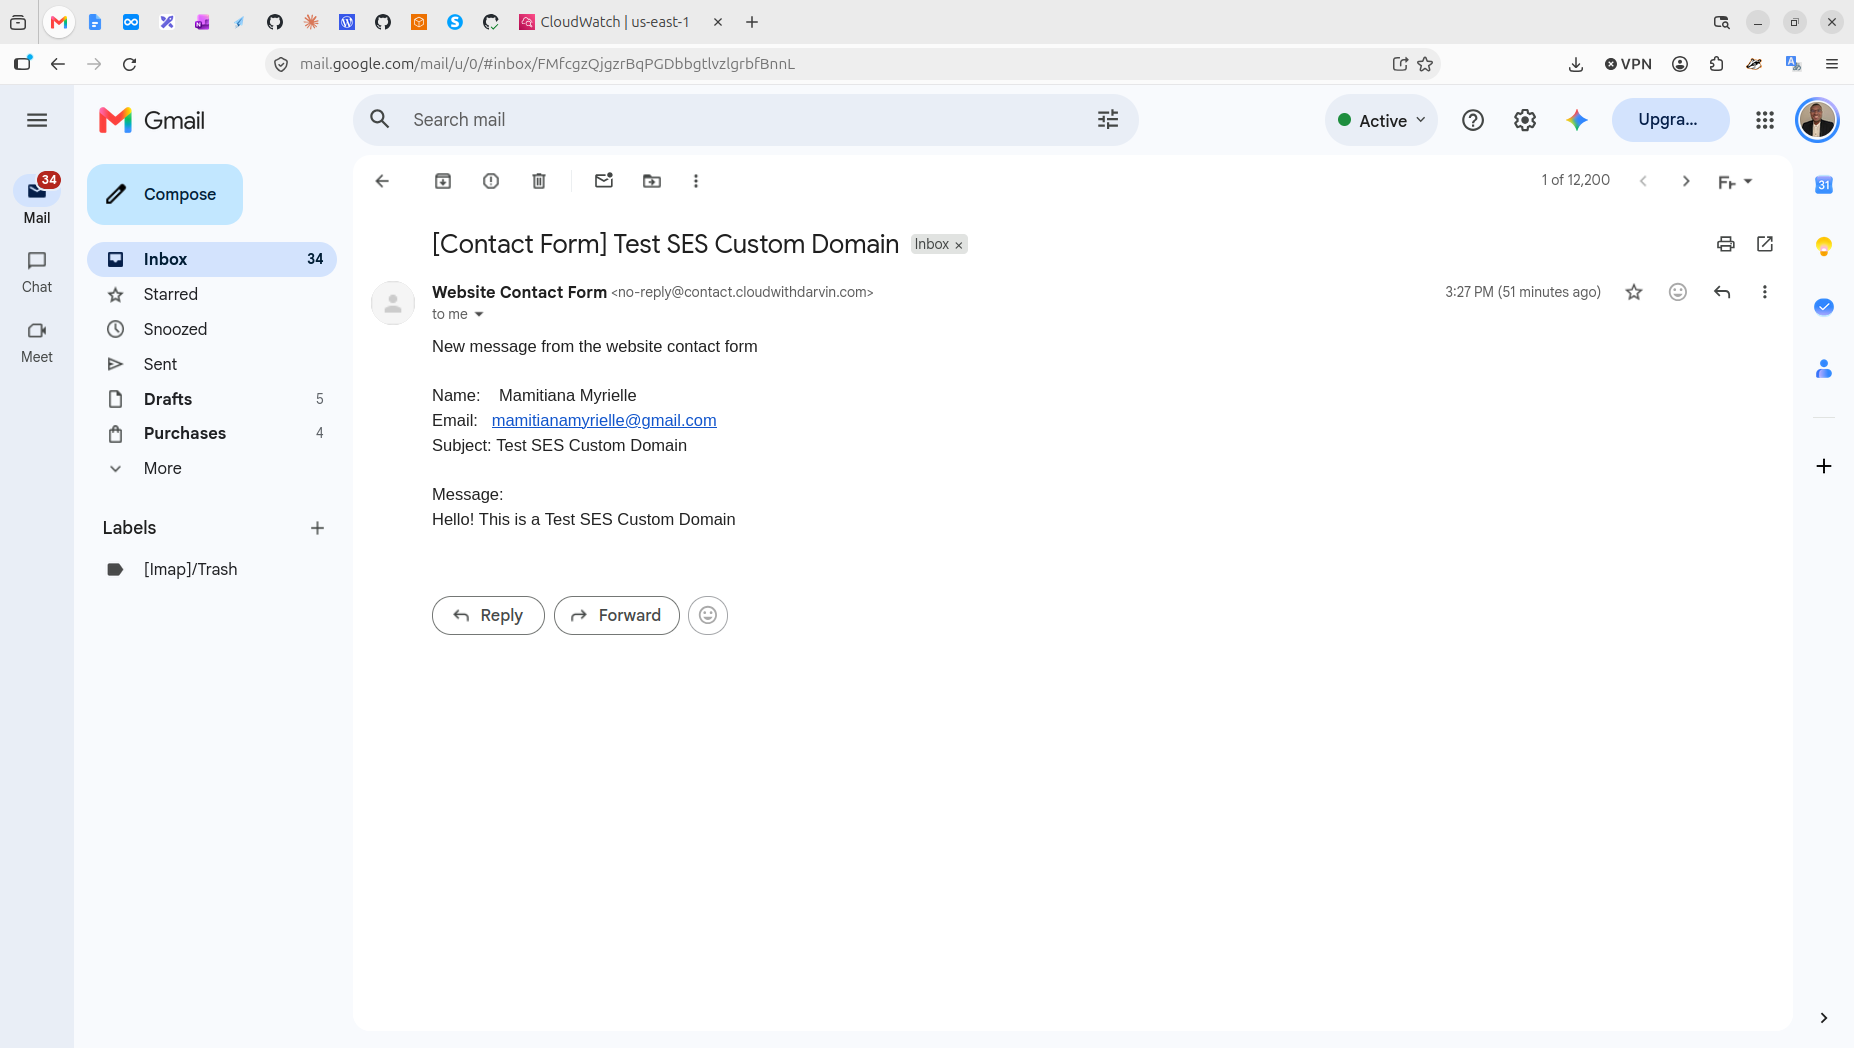 CloudWatch | us-east-1
mail.google.com/mail/u/0/#inbox/FMfcgzQjgzrBqPGDbbgtlvzlgrbfBnnL
VPN
Gmail
Search mail
Active
Upgra...
34
Mail
Chat
Meet
Compose
Inbox 34
Starred
Snoozed
Sent
Drafts 5
Purchases 4
More
Labels
[Imap]/Trash
1 of 12,200
31
[Contact Form] Test SES Custom Domain Inbox ×
Website Contact Form <no-reply@contact.cloudwithdarvin.com> 3:27 PM (51 minutes ago)
to me
New message from the website contact form
Name: Mamitiana Myrielle
Email: mamitianamyrielle@gmail.com
Subject: Test SES Custom Domain
Message:
Hello! This is a Test SES Custom Domain
Reply
Forward